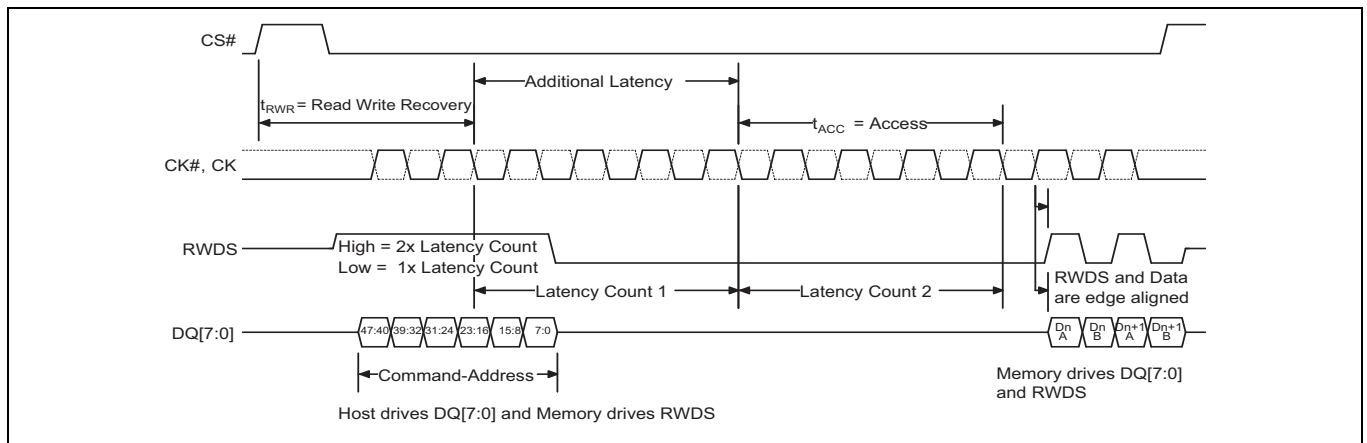 CS#
Additional Latency
tRWR = Read Write Recovery
tACC = Access
CK#, CK
RWDS
High = 2x Latency Count
Low = 1x Latency Count
RWDS and Data
are edge aligned
Latency Count 1
Latency Count 2
DQ[7:0]
47:40 39:32 31:24 23:16 15:8 7:0
Dn A
Dn B
Dn+1 A
Dn+1 B
Command-Address
Memory drives DQ[7:0]
and RWDS
Host drives DQ[7:0] and Memory drives RWDS